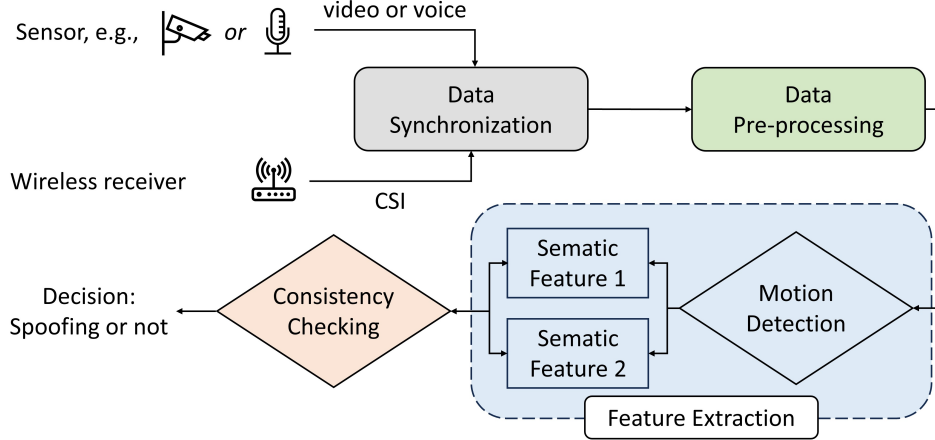 video or voice
Sensor, e.g., or
Data
Synchronization
Data
Pre-processing
Wireless receiver
CSI
Sematic
Feature 1
Motion
Detection
Consistency
Checking
Decision:
Spoofing or not
Sematic
Feature 2
Feature Extraction